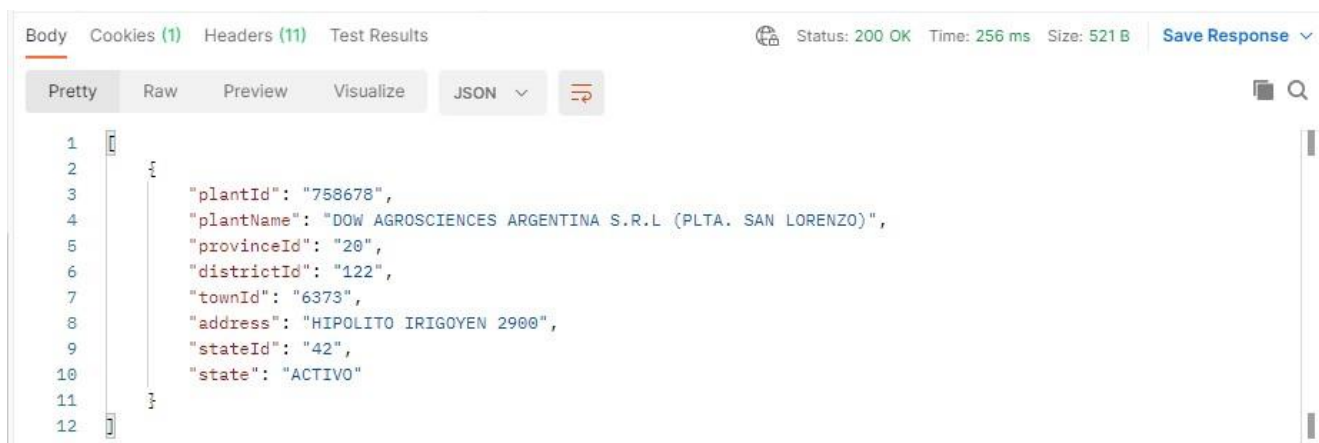 Body Cookies (1) Headers (11) Test Results Status: 200 OK Time: 256 ms Size: 521 B Save Response
Pretty Raw Preview Visualize JSON
1 [
2 {
3 "plantId": "758678",
4 "plantName": "DOW AGROSCIENCES ARGENTINA S.R.L (PLTA. SAN LORENZO)",
5 "provinceId": "20",
6 "districtId": "122",
7 "townId": "6373",
8 "address": "HIPOLITO IRIGOYEN 2900",
9 "stateId": "42",
10 "state": "ACTIVO"
11 }
12 ]